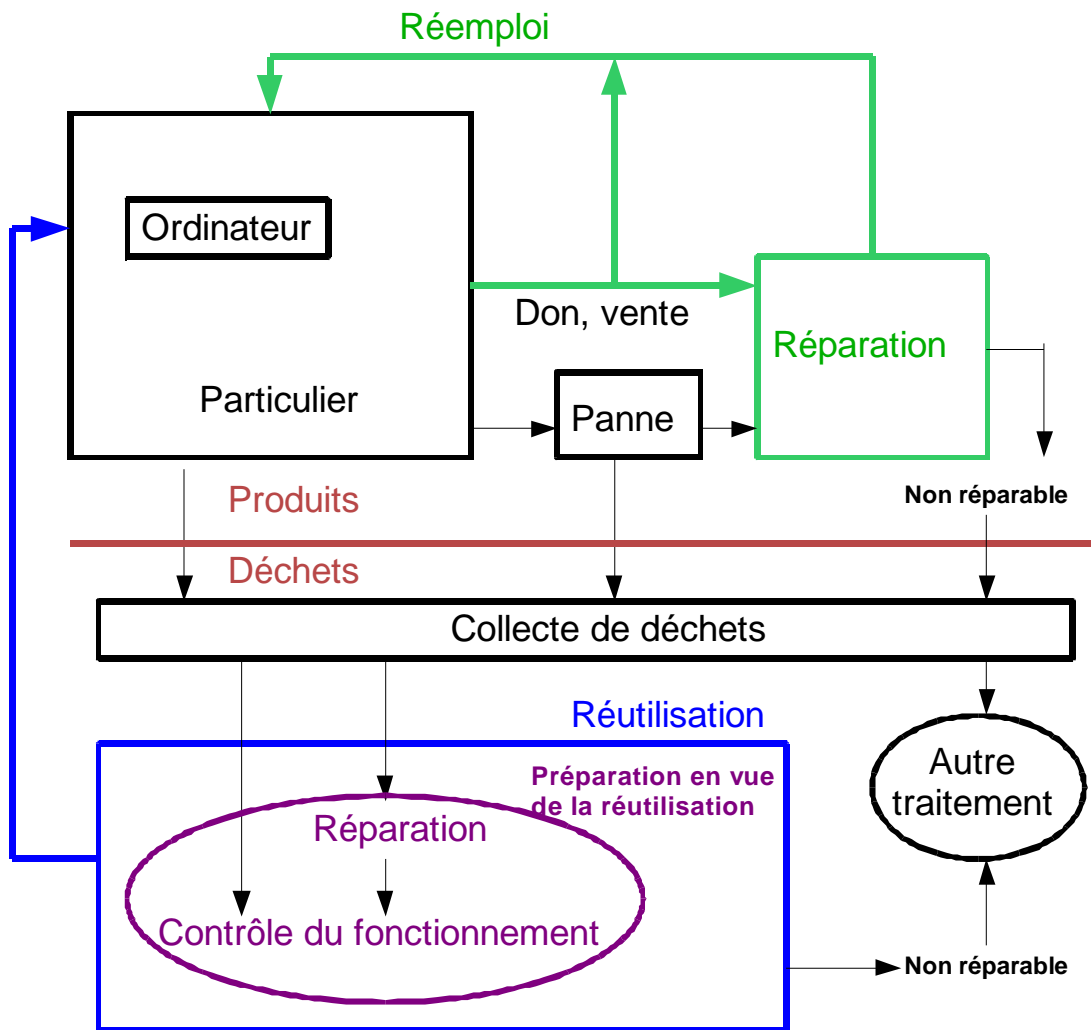 Réemploi
Ordinateur
Don, vente
Réparation
Particulier
Panne
Produits
Non réparable
Déchets
Collecte de déchets
Réutilisation
Préparation en vue
de la réutilisation
Autre
traitement
Réparation
Contrôle du fonctionnement
Non réparable